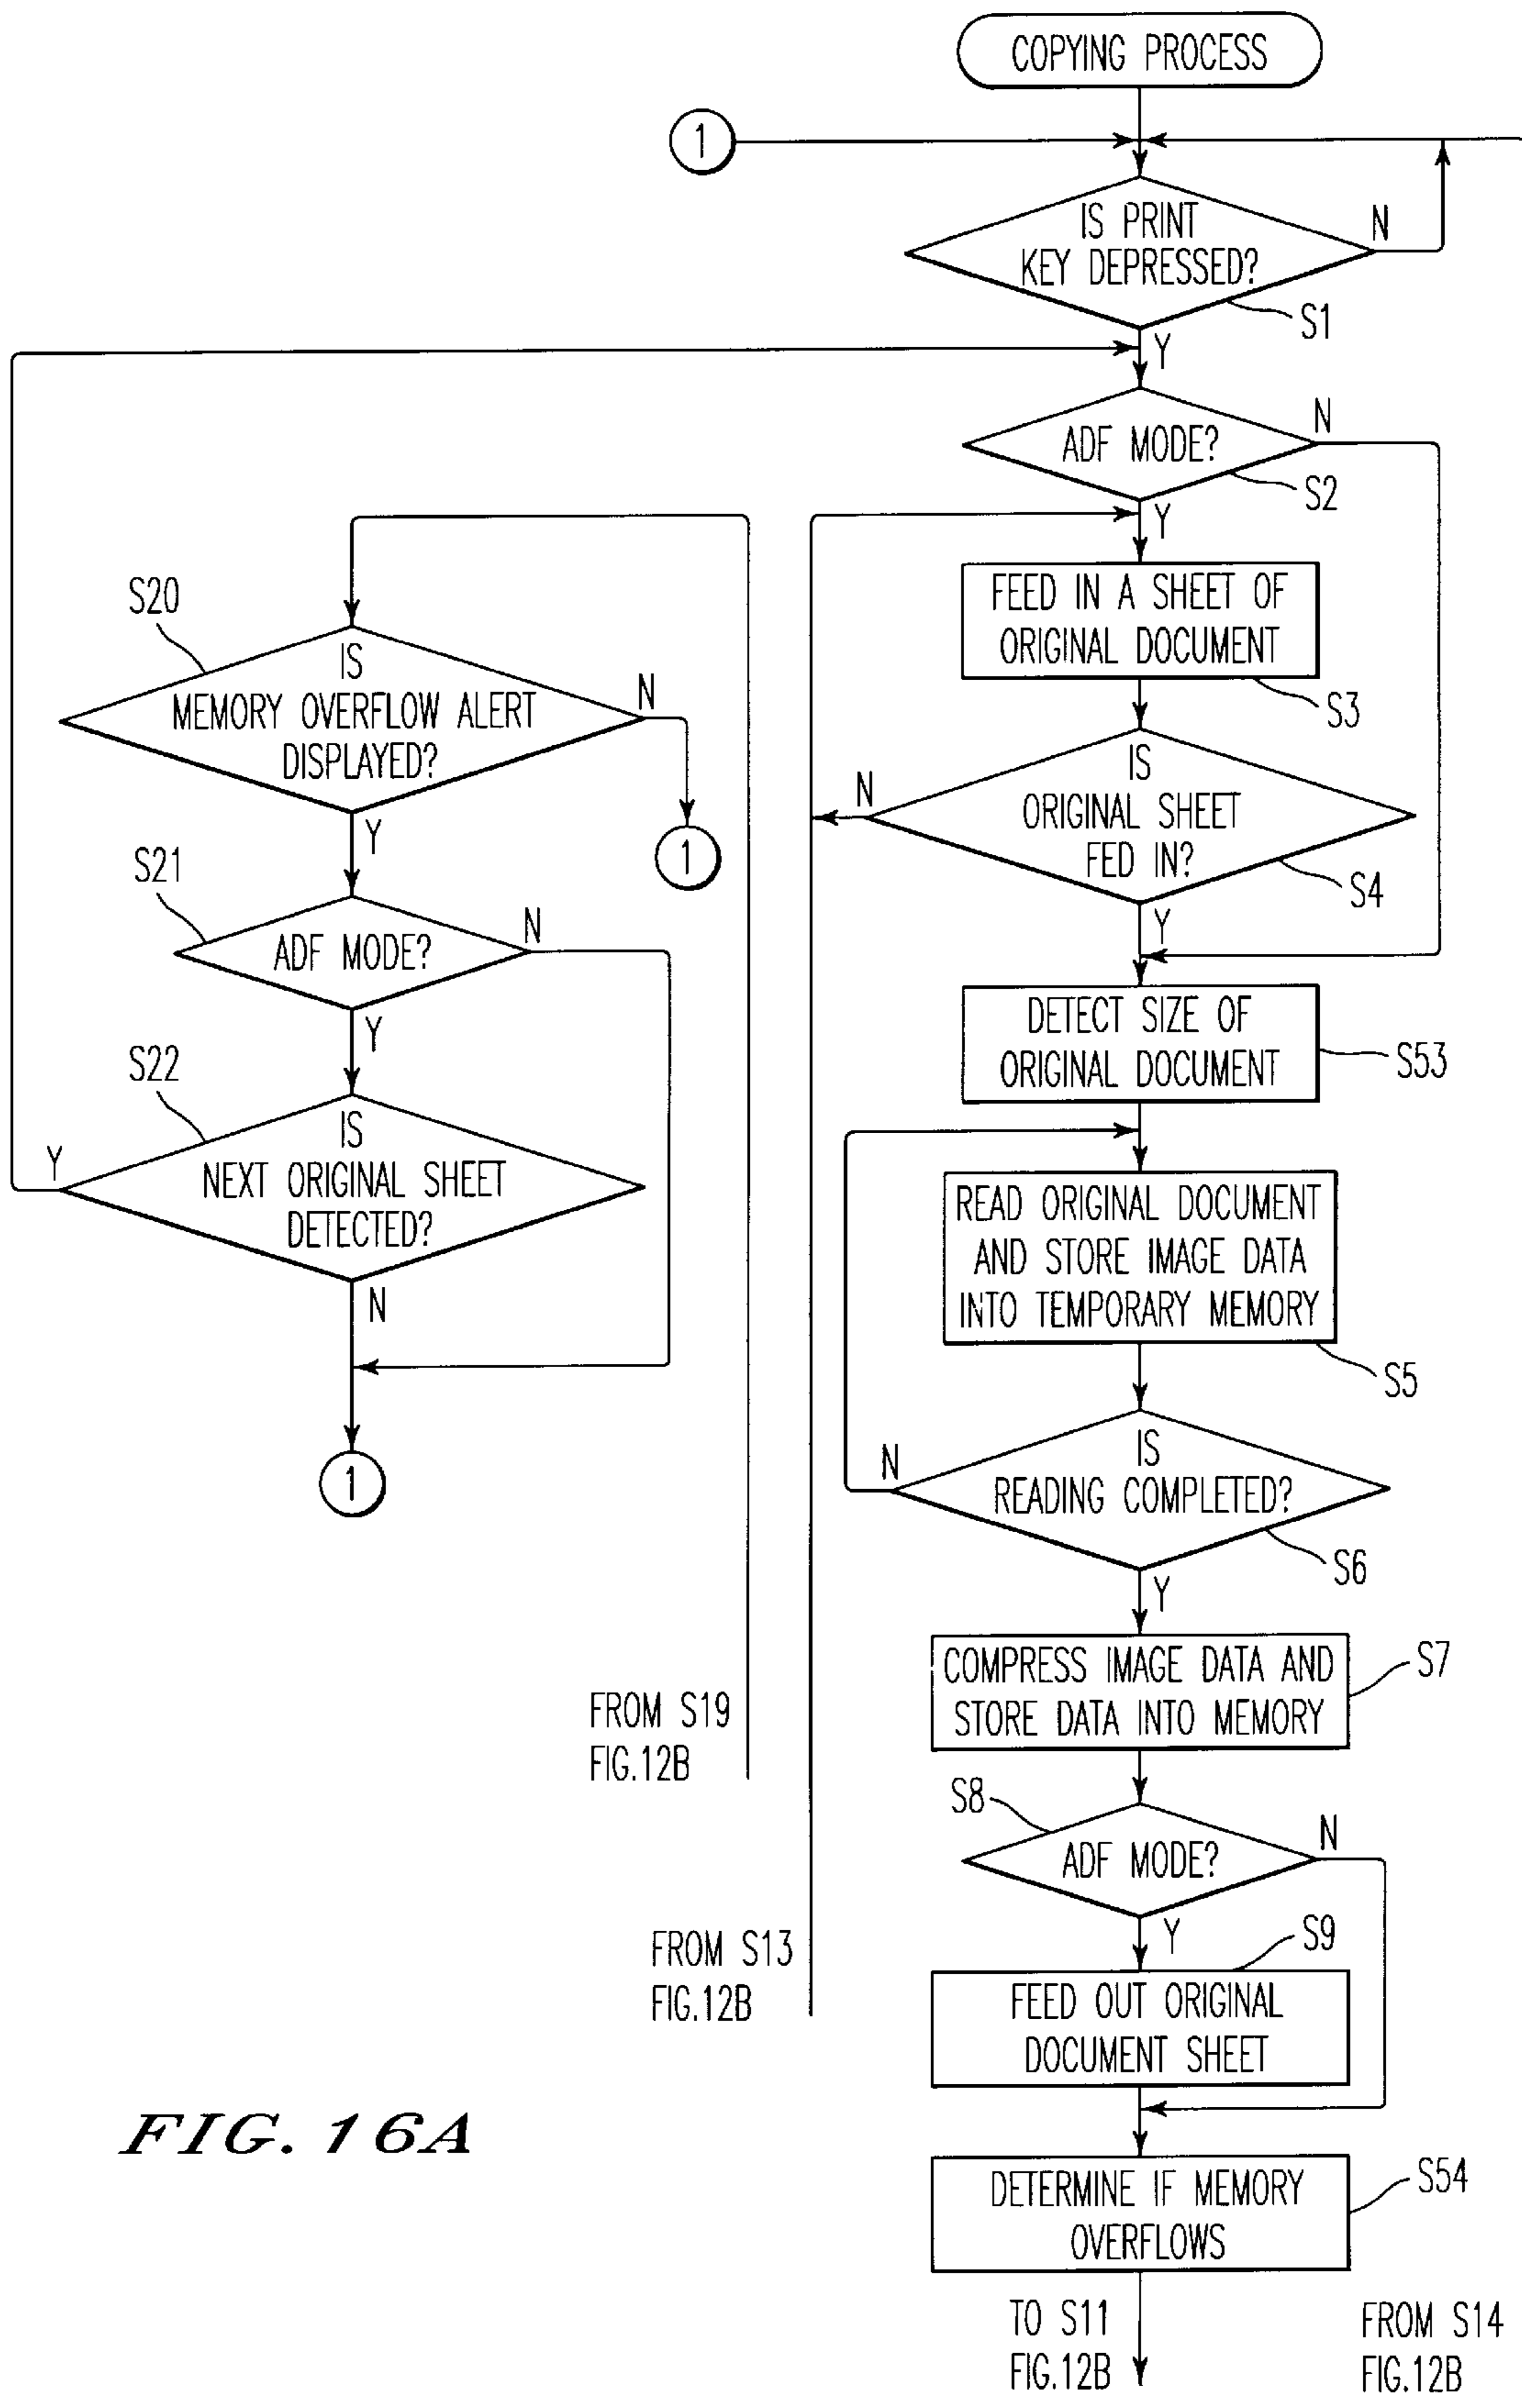 COPYING PROCESS
1
IS PRINT
KEY DEPRESSED?
N
S1
Y
ADF MODE?
N
S2
Y
FEED IN A SHEET OF
ORIGINAL DOCUMENT
S3
IS
ORIGINAL SHEET
FED IN?
N
S4
Y
DETECT SIZE OF
ORIGINAL DOCUMENT
S53
READ ORIGINAL DOCUMENT
AND STORE IMAGE DATA
INTO TEMPORARY MEMORY
S5
IS
READING COMPLETED?
N
S6
Y
COMPRESS IMAGE DATA AND
STORE DATA INTO MEMORY
S7
S8
ADF MODE?
N
Y
S9
FEED OUT ORIGINAL
DOCUMENT SHEET
DETERMINE IF MEMORY
OVERFLOWS
S54
TO S11
FIG.12B
FROM S14
FIG.12B
S20
IS
MEMORY OVERFLOW ALERT
DISPLAYED?
N
1
Y
S21
ADF MODE?
N
Y
S22
IS
NEXT ORIGINAL SHEET
DETECTED?
Y
N
1
FROM S19
FIG.12B
FROM S13
FIG.12B
FIG. 16A